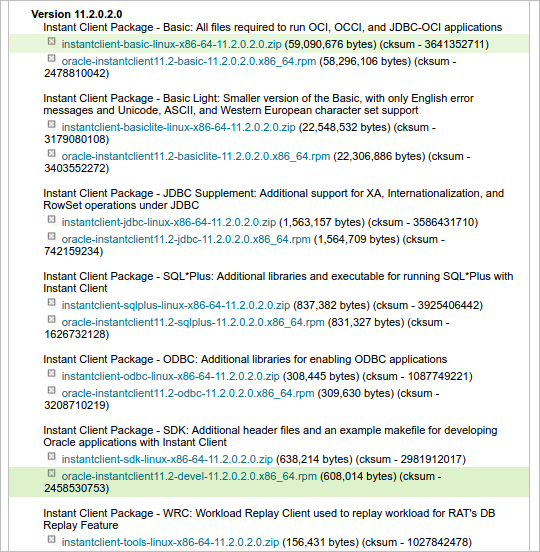 Version 11.2.0.2.0
Instant Client Package - Basic: All files required to run OCI, OCCI, and JDBC-OCI applications
instantclient-basic-linux-x86-64-11.2.0.2.0.zip (59,090,676 bytes) (cksum - 3641352711)
oracle-instantclient11.2-basic-11.2.0.2.0.x86_64.rpm (58,296,106 bytes) (cksum -
2478810042)
Instant Client Package - Basic Light: Smaller version of the Basic, with only English error
messages and Unicode, ASCII, and Western European character set support
instantclient-basiclite-linux-x86-64-11.2.0.2.0.zip (22,548,532 bytes) (cksum -
3179080108)
oracle-instantclient11.2-basiclite-11.2.0.2.0.x86_64.rpm (22,306,886 bytes) (cksum -
3403552272)
Instant Client Package - JDBC Supplement: Additional support for XA, Internationalization, and
RowSet operations under JDBC
instantclient-jdbc-linux-x86-64-11.2.0.2.0.zip (1,563,157 bytes) (cksum - 3586431710)
oracle-instantclient11.2-jdbc-11.2.0.2.0.x86_64.rpm (1,564,709 bytes) (cksum -
742159234)
Instant Client Package - SQL*Plus: Additional libraries and executable for running SQL*Plus with
Instant Client
instantclient-sqlplus-linux-x86-64-11.2.0.2.0.zip (837,382 bytes) (cksum - 3925406442)
oracle-instantclient11.2-sqlplus-11.2.0.2.0.x86_64.rpm (831,327 bytes) (cksum -
1626732128)
Instant Client Package - ODBC: Additional libraries for enabling ODBC applications
instantclient-odbc-linux-x86-64-11.2.0.2.0.zip (308,445 bytes) (cksum - 1087749221)
oracle-instantclient11.2-odbc-11.2.0.2.0.x86_64.rpm (309,630 bytes) (cksum -
3208710219)
Instant Client Package - SDK: Additional header files and an example makefile for developing
Oracle applications with Instant Client
instantclient-sdk-linux-x86-64-11.2.0.2.0.zip (638,214 bytes) (cksum - 2981912017)
oracle-instantclient11.2-devel-11.2.0.2.0.x86_64.rpm (608,014 bytes) (cksum -
2458530753)
Instant Client Package - WRC: Workload Replay Client used to replay workload for RAT's DB
Replay Feature
instantclient-tools-linux-x86-64-11.2.0.2.0.zip (156,431 bytes) (cksum - 1027842478)